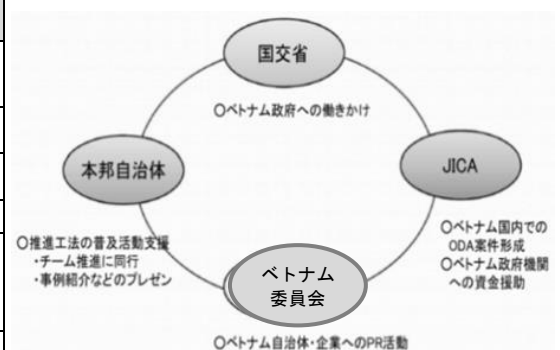 国交省
○ベトナム政府への働きかけ
本邦自治体
JICA
○推進工法の普及活動支援
・チーム推進に同行
・事例紹介などのプレゼン
○ベトナム国内での
ODA案件形成
○ベトナム政府機関
への資金援助
ベトナム
委員会
○ベトナム自治体・企業へのPR活動